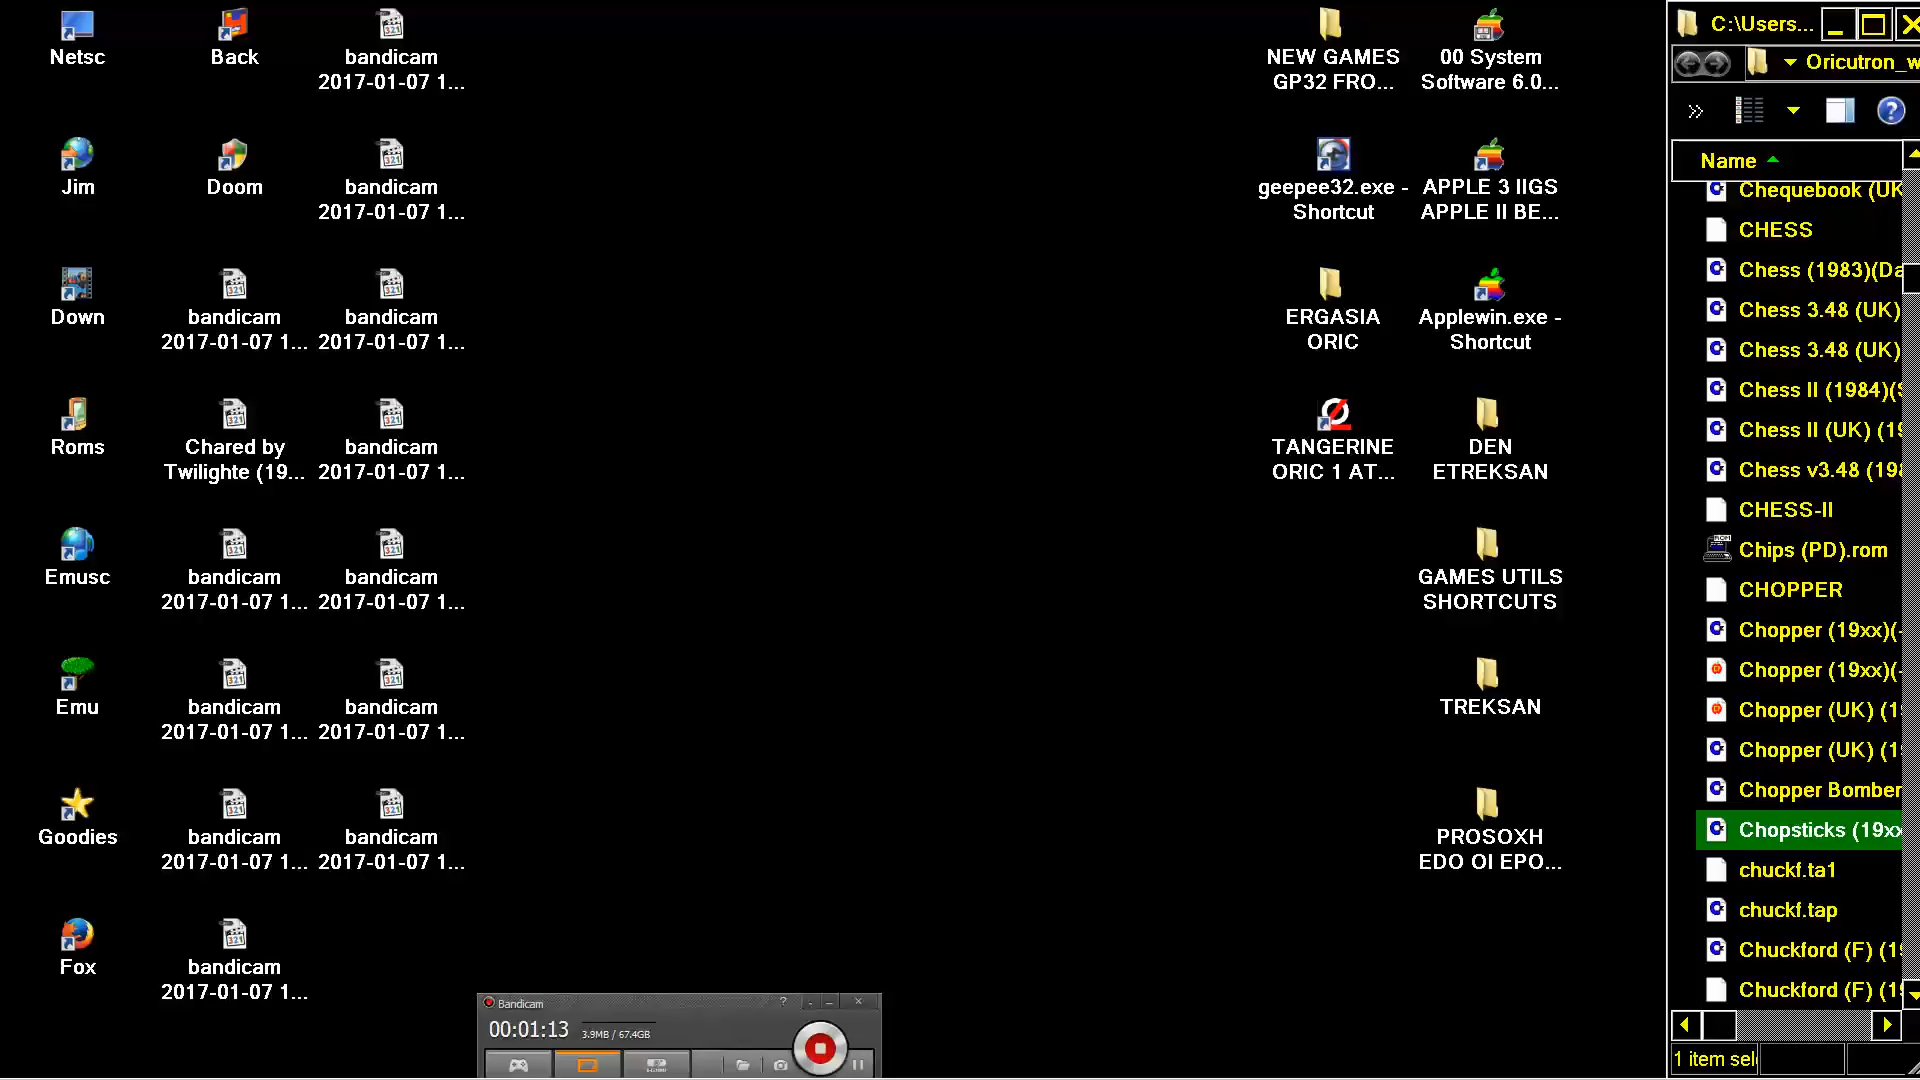 Netsc
Back
bandicam
2017-01-07 1...
Jim
Doom
bandicam
2017-01-07 1...
Down
bandicam
2017-01-07 1...
bandicam
2017-01-07 1...
Roms
Chared by
Twilighte (19...
bandicam
2017-01-07 1...
Emusc
bandicam
2017-01-07 1...
bandicam
2017-01-07 1...
Emu
bandicam
2017-01-07 1...
bandicam
2017-01-07 1...
Goodies
bandicam
2017-01-07 1...
bandicam
2017-01-07 1...
Fox
bandicam
2017-01-07 1...
NEW GAMES
GP32 FRO...
00 System
Software 6.0...
geepee32.exe -
Shortcut
APPLE 3 IIGS
APPLE II BE...
ERGASIA
ORIC
Applewin.exe -
Shortcut
TANGERINE
ORIC 1 AT...
DEN
ETREKSAN
GAMES UTILS
SHORTCUTS
TREKSAN
PROSOXH
EDO OI EPO...
C:\Users...
Oricutron_w
Name
Chequebook (UK
CHESS
Chess (1983)(Da
Chess 3.48 (UK)
Chess 3.48 (UK)
Chess II (1984)(S
Chess II (UK) (19
Chess v3.48 (198
CHESS-II
Chips (PD).rom
CHOPPER
Chopper (19xx)(-
Chopper (19xx)(-
Chopper (UK) (1
Chopper (UK) (1
Chopper Bomber
Chopsticks (19xx
chuckf.ta1
chuckf.tap
Chuckford (F) (19
Chuckford (F) (19
1 item sel
Bandicam
00:01:13
3.9MB / 67.4GB